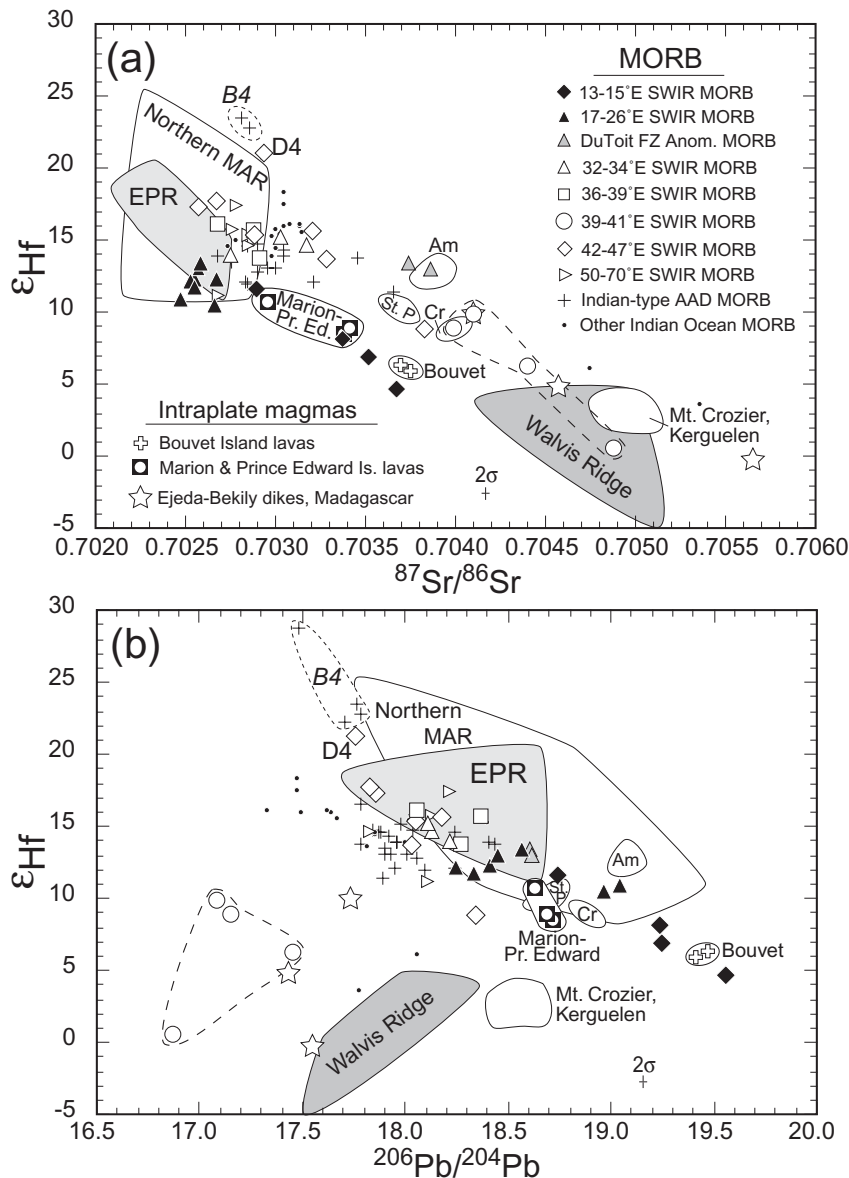 (a)
30
25
20
15
10
5
0
-5
εHf
B4
D4
Northern MAR
EPR
Am
St. P
Cr
Marion-
Pr. Ed.
Bouvet
Walvis Ridge
Mt. Crozier,
Kerguelen
2σ
MORB
13-15°E SWIR MORB
17-26°E SWIR MORB
DuToit FZ Anom. MORB
32-34°E SWIR MORB
36-39°E SWIR MORB
39-41°E SWIR MORB
42-47°E SWIR MORB
50-70°E SWIR MORB
Indian-type AAD MORB
Other Indian Ocean MORB
Intraplate magmas
Bouvet Island lavas
Marion & Prince Edward Is. lavas
Ejeda-Bekily dikes, Madagascar
0.702 0.7025 0.703 0.7035 0.704 0.7045 0.705 0.7055 0.706
87Sr/86Sr
(b)
30
25
20
15
10
5
0
-5
εHf
B4
Northern
MAR
D4
EPR
Am
St.
P
Cr
Marion-
Pr. Edward
Bouvet
Mt. Crozier,
Kerguelen
Walvis Ridge
2σ
16.5 17.0 17.5 18.0 18.5 19.0 19.5 20.0
206Pb/204Pb